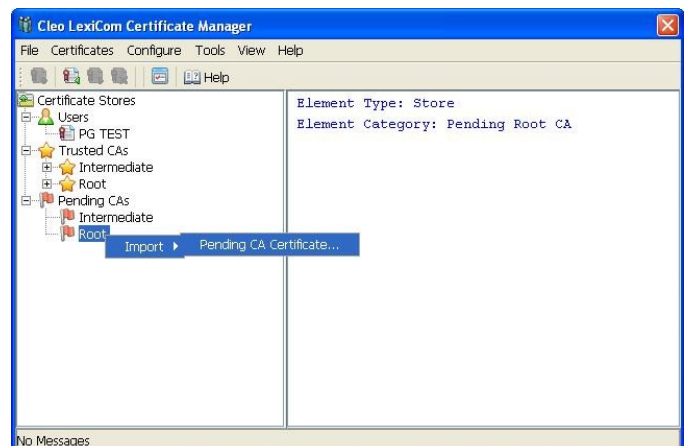 Cleo LexiCom Certificate Manager
File Certificates Configure Tools View Help
Help
Certificate Stores
Users
PG TEST
Trusted CAs
Intermediate
Root
Pending CAs
Intermediate
Root
Import
Pending CA Certificate...
Element Type: Store
Element Category: Pending Root CA
No Messages